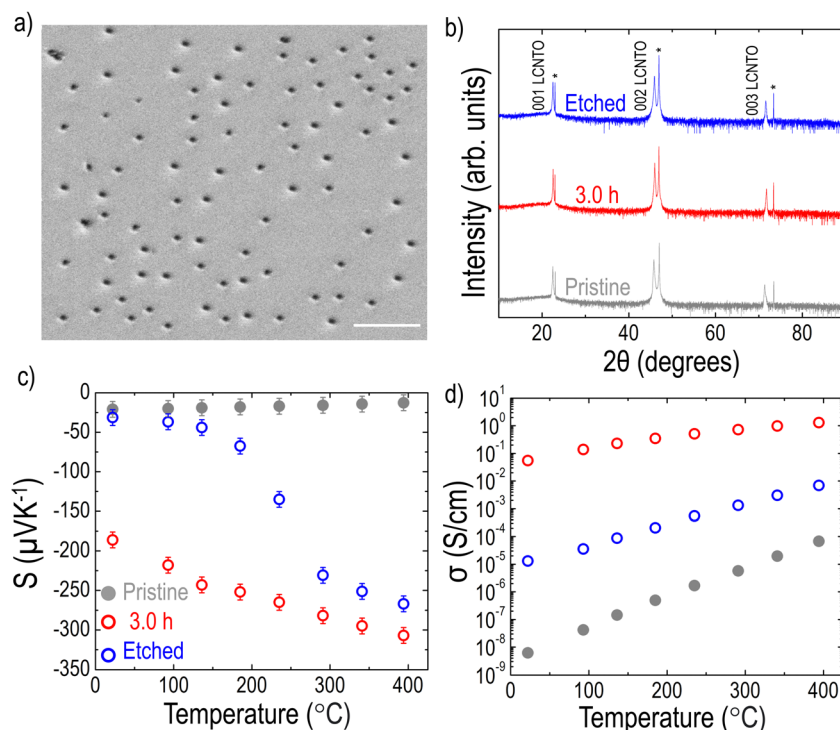 a)
b)
001 LCNTO
*
002 LCNTO
*
003 LCNTO
*
Etched
3.0 h
Pristine
Intensity (arb. units)
20 40 60 80
2θ (degrees)
c)
0
-50
-100
-150
-200
-250
-300
-350
S (μVK⁻¹)
Pristine
3.0 h
Etched
0 100 200 300 400
Temperature (°C)
d)
10¹
10⁰
10⁻¹
10⁻²
10⁻³
10⁻⁴
10⁻⁵
10⁻⁶
10⁻⁷
10⁻⁸
10⁻⁹
σ (S/cm)
0 100 200 300 400
Temperature (°C)